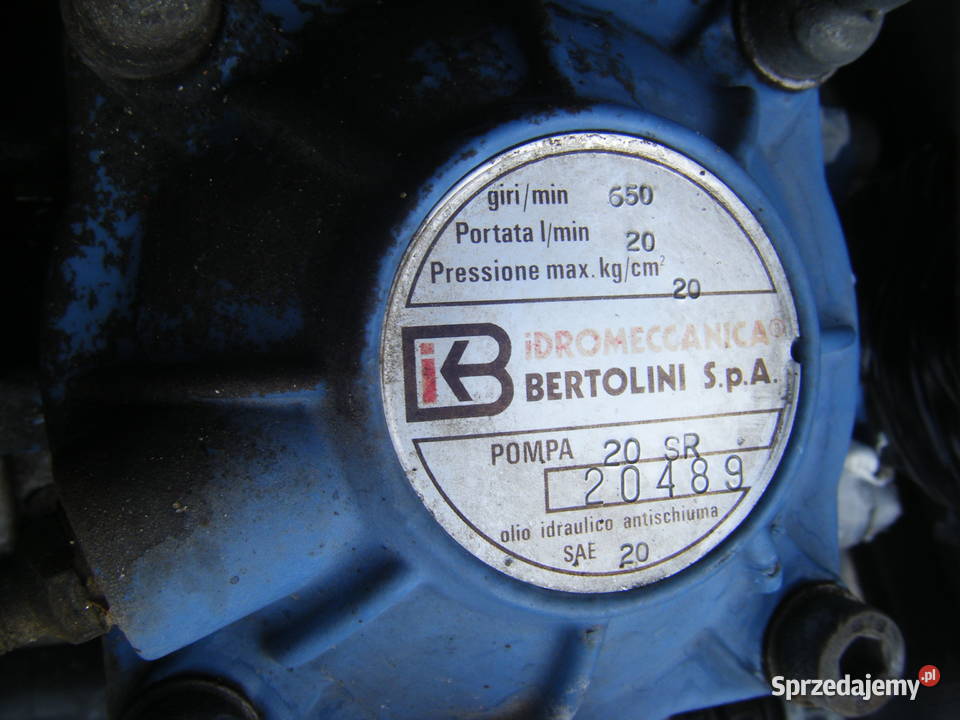 giri/min 650
Portata l/min 20
Pressione max. kg/cm² 20
iKB iDROMECCANICA®
BERTOLINI S.p.A.
POMPA 20 SR
20489
olio idraulico antischiuma
SAE 20
Sprzedajemy.pl